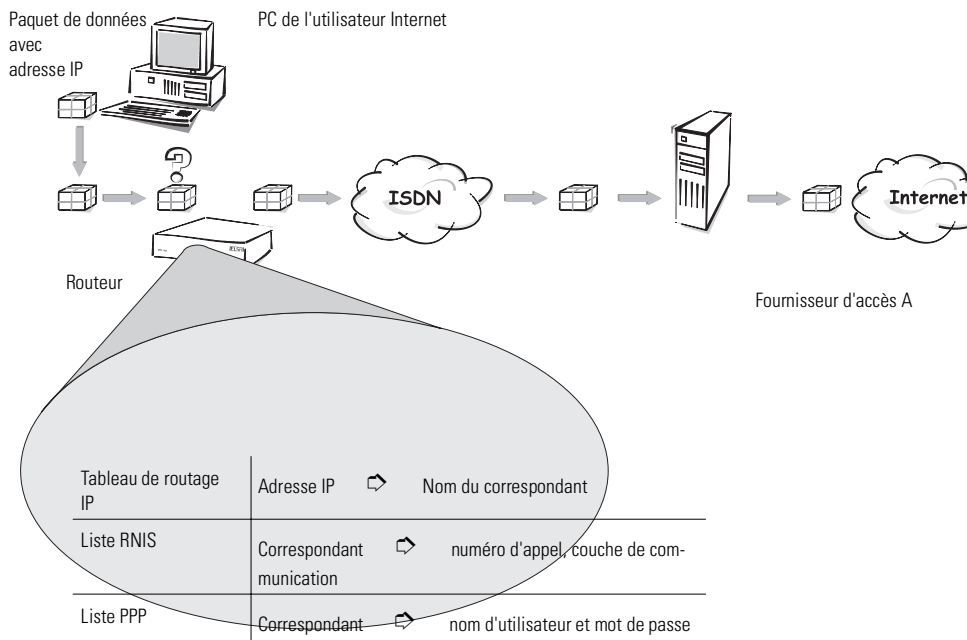 Paquet de données
avec
adresse IP
PC de l'utilisateur Internet
ISDN
Internet
Routeur
Fournisseur d'accès A
Tableau de routage
IP
Adresse IP ➪ Nom du correspondant
Liste RNIS
Correspondant ➪ numéro d'appel, couche de com-
munication
Liste PPP
Correspondant ➪ nom d'utilisateur et mot de passe